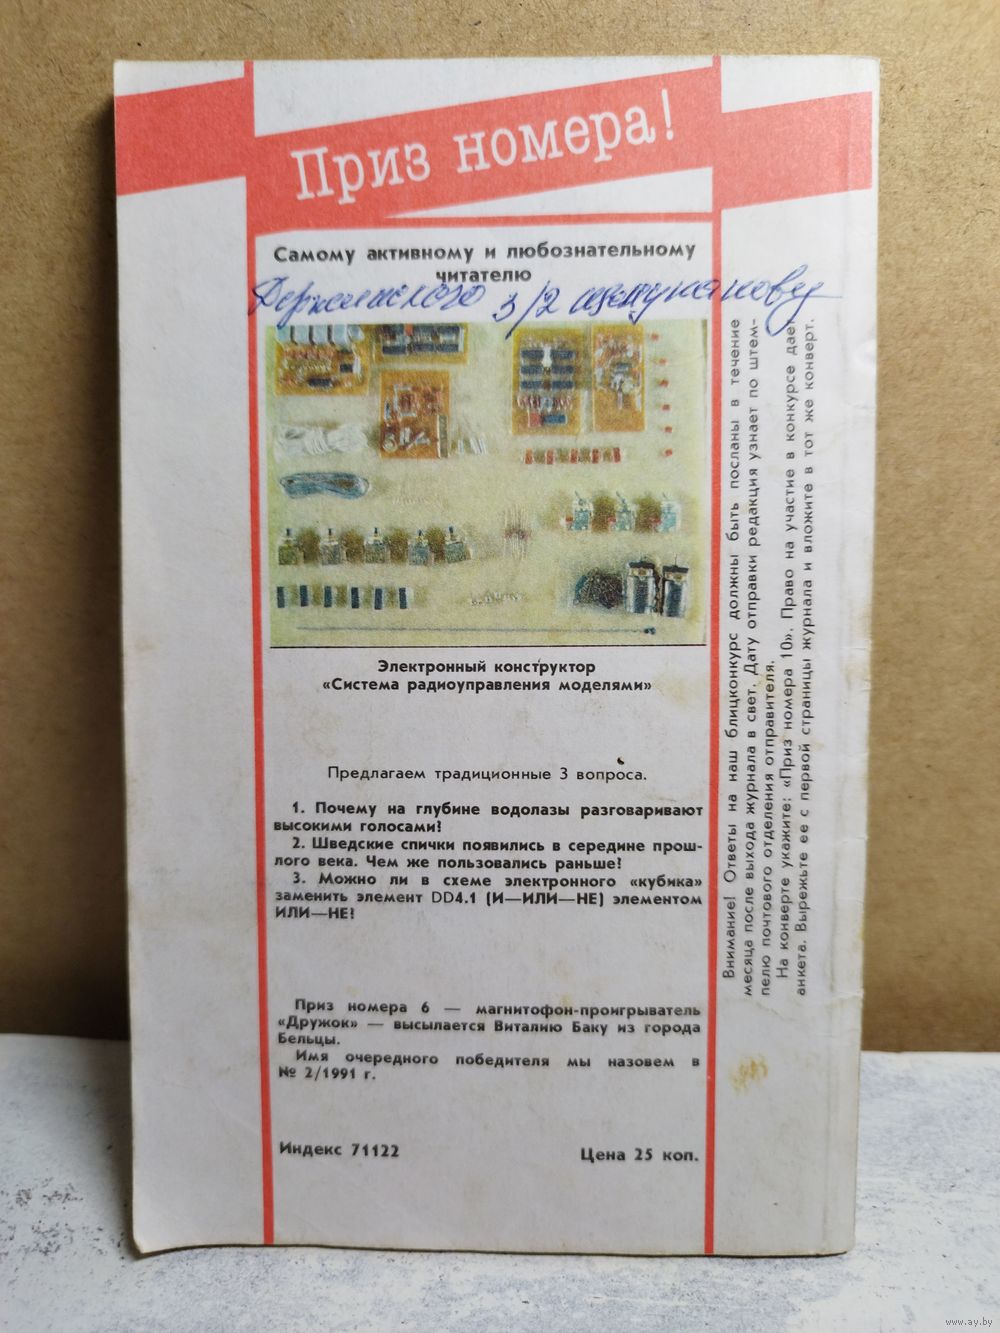 Приз номера!
Самому активному и любознательному
читателю
3/2
Электронный конструктор
«Система радиоуправления моделями»
Предлагаем традиционные 3 вопроса.
1. Почему на глубине водолазы разговаривают
высокими голосами?
2. Шведские спички появились в середине прош-
лого века. Чем же пользовались раньше?
3. Можно ли в схеме электронного «кубика»
заменить элемент DD4.1 (И—ИЛИ—НЕ) элементом
ИЛИ—НЕ?
Приз номера 6 — магнитофон-проигрыватель
«Дружок» — высылается Виталию Баку из города
Бельцы.
Имя очередного победителя мы назовем в
№ 2/1991 г.
Индекс 71122
Цена 25 коп.
Внимание! Ответы на наш блицконкурс должны быть посланы в течение
месяца после выхода журнала в свет. Дату отправки редакция узнает по штем-
пелю почтового отделения отправителя.
На конверте укажите: «Приз номера 10». Право на участие в конкурсе дает
анкета. Вырежьте ее с первой страницы журнала и вложите в тот же конверт.
www.ay.by